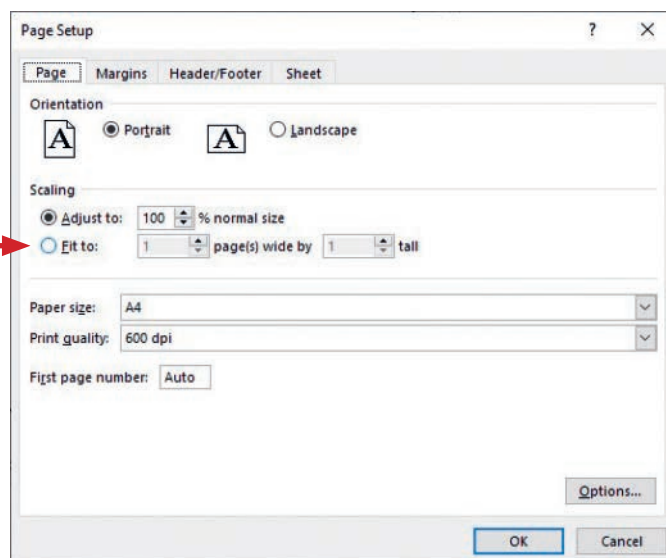 Page Setup ? ×
Page Margins Header/Footer Sheet
Orientation
A Portrait A Landscape
Scaling
Adjust to: 100 % normal size
Fit to: 1 page(s) wide by 1 tall
Paper size: A4
Print quality: 600 dpi
First page number: Auto
Options...
OK Cancel